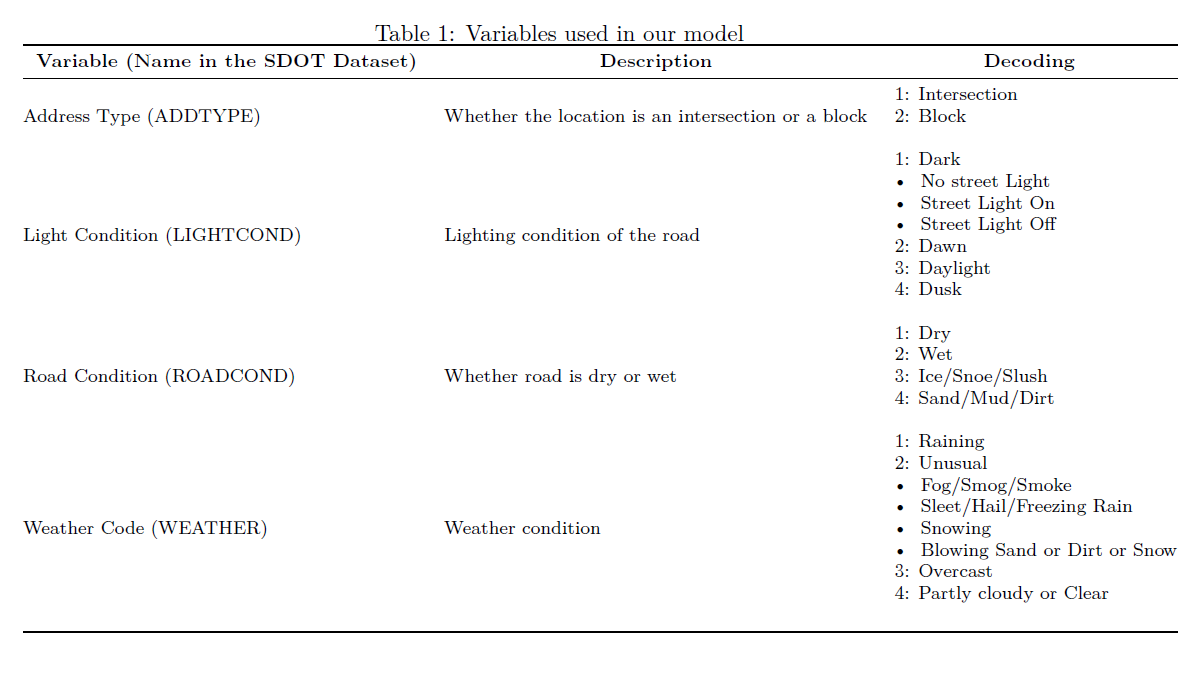 Table 1: Variables used in our model
Variable (Name in the SDOT Dataset) Description Decoding
Address Type (ADDTYPE) Whether the location is an intersection or a block
1: Intersection
2: Block
Light Condition (LIGHTCOND) Lighting condition of the road
1: Dark
• No street Light
• Street Light On
• Street Light Off
2: Dawn
3: Daylight
4: Dusk
Road Condition (ROADCOND) Whether road is dry or wet
1: Dry
2: Wet
3: Ice/Snoe/Slush
4: Sand/Mud/Dirt
Weather Code (WEATHER) Weather condition
1: Raining
2: Unusual
• Fog/Smog/Smoke
• Sleet/Hail/Freezing Rain
• Snowing
• Blowing Sand or Dirt or Snow
3: Overcast
4: Partly cloudy or Clear